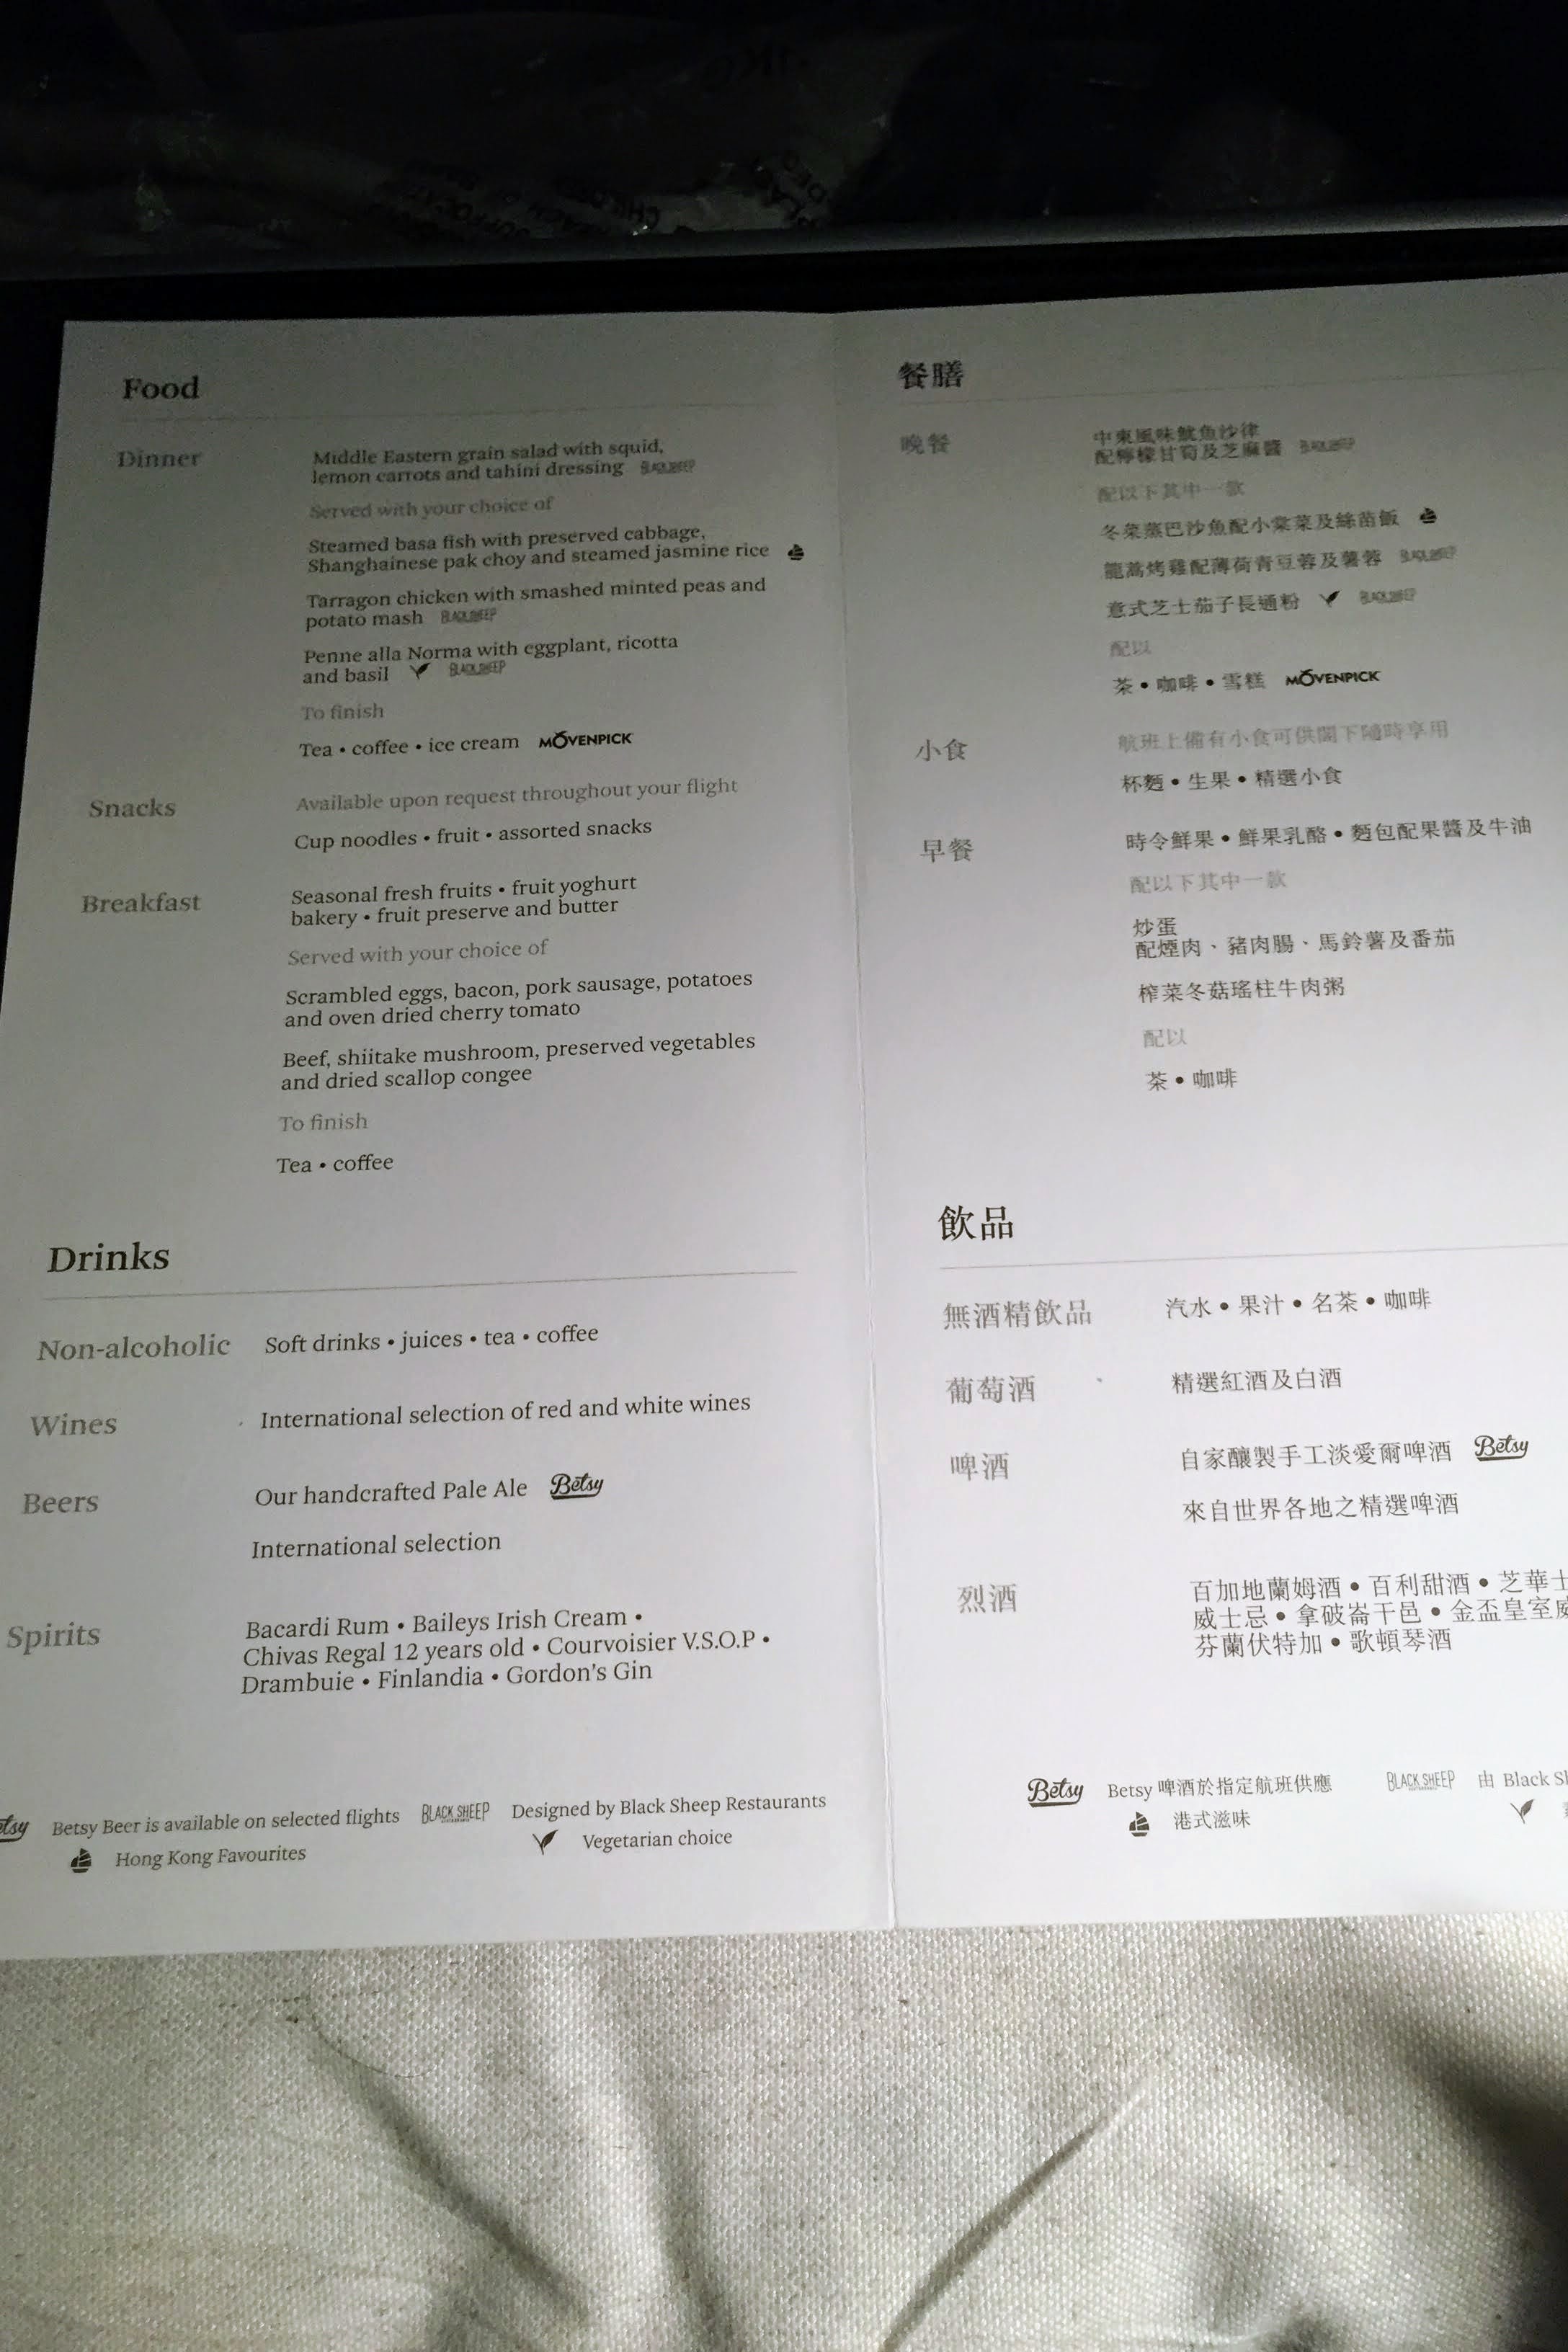 Food
Dinner
Middle Eastern grain salad with squid,
lemon carrots and tahini dressing BLACK SHEEP
Served with your choice of
Steamed basa fish with preserved cabbage,
Shanghainese pak choy and steamed jasmine rice
Tarragon chicken with smashed minted peas and
potato mash BLACK SHEEP
Penne alla Norma with eggplant, ricotta
and basil BLACK SHEEP
To finish
Tea • coffee • ice cream MÖVENPICK
Snacks
Available upon request throughout your flight
Cup noodles • fruit • assorted snacks
Breakfast
Seasonal fresh fruits • fruit yoghurt
bakery • fruit preserve and butter
Served with your choice of
Scrambled eggs, bacon, pork sausage, potatoes
and oven dried cherry tomato
Beef, shiitake mushroom, preserved vegetables
and dried scallop congee
To finish
Tea • coffee
Drinks
Non-alcoholic
Soft drinks • juices • tea • coffee
Wines
International selection of red and white wines
Beers
Our handcrafted Pale Ale Betsy
International selection
Spirits
Bacardi Rum • Baileys Irish Cream •
Chivas Regal 12 years old • Courvoisier V.S.O.P •
Drambuie • Finlandia • Gordon's Gin
Betsy Beer is available on selected flights BLACK SHEEP Designed by Black Sheep Restaurants
Hong Kong Favourites Vegetarian choice
餐膳
晚餐
中東風味魷魚沙律
配檸檬甘筍及芝麻醬 BLACK SHEEP
配以下其中一款
冬菜蒸巴沙魚配小棠菜及絲苗飯
龍蒿烤雞配薄荷青豆蓉及薯蓉 BLACK SHEEP
意式芝士茄子長通粉 BLACK SHEEP
配以
茶 • 咖啡 • 雪糕 MÖVENPICK
小食
航班上備有小食可供閣下隨時享用
杯麵 • 生果 • 精選小食
早餐
時令鮮果 • 鮮果乳酪 • 麵包配果醬及牛油
配以下其中一款
炒蛋
配煙肉、豬肉腸、馬鈴薯及番茄
榨菜冬菇瑤柱牛肉粥
配以
茶 • 咖啡
飲品
無酒精飲品
汽水 • 果汁 • 名茶 • 咖啡
葡萄酒
精選紅酒及白酒
啤酒
自家釀製手工淡愛爾啤酒 Betsy
來自世界各地之精選啤酒
烈酒
百加地蘭姆酒 • 百利甜酒 • 芝華士
威士忌 • 拿破崙干邑 • 金盃皇室
芬蘭伏特加 • 歌頓琴酒
Betsy Betsy 啤酒於指定航班供應 BLACK SHEEP 由 Black
港式滋味